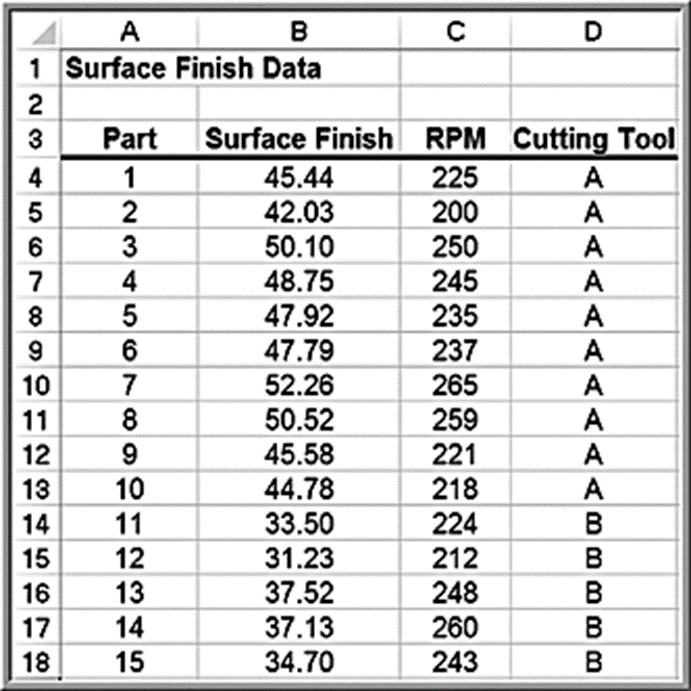 A B C D
1 Surface Finish Data
2
3 Part Surface Finish RPM Cutting Tool
4 1 45.44 225 A
5 2 42.03 200 A
6 3 50.10 250 A
7 4 48.75 245 A
8 5 47.92 235 A
9 6 47.79 237 A
10 7 52.26 265 A
11 8 50.52 259 A
12 9 45.58 221 A
13 10 44.78 218 A
14 11 33.50 224 B
15 12 31.23 212 B
16 13 37.52 248 B
17 14 37.13 260 B
18 15 34.70 243 B